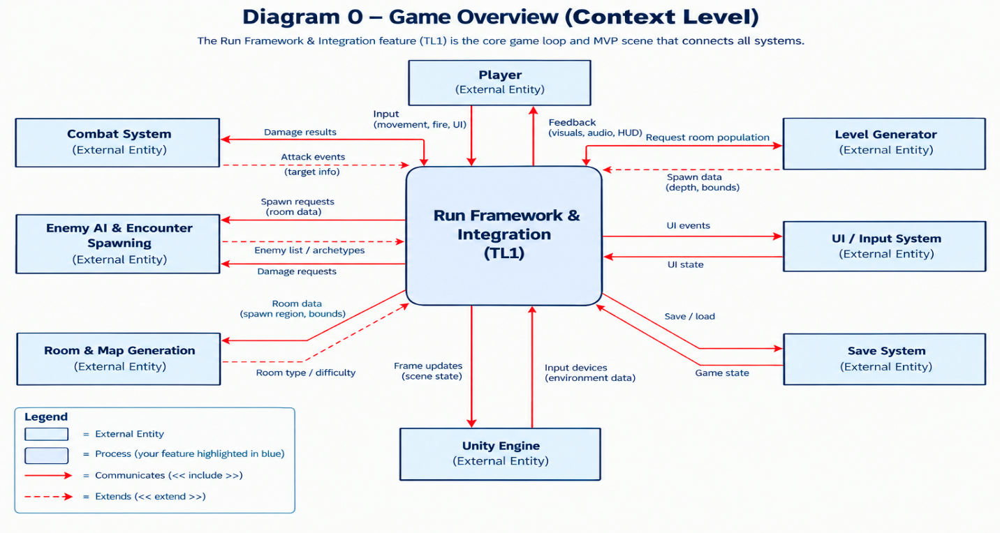 Diagram 0 – Game Overview (Context Level)
The Run Framework & Integration feature (TL1) is the core game loop and MVP scene that connects all systems.
Player
(External Entity)
Input
(movement, fire, UI)
Feedback
(visuals, audio, HUD)
Combat System
(External Entity)
Damage results
Attack events
(target info)
Request room population
Level Generator
(External Entity)
Spawn data
(depth, bounds)
Enemy AI & Encounter
Spawning
(External Entity)
Spawn requests
(room data)
Enemy list / archetypes
Damage requests
Run Framework &
Integration
(TL1)
UI events
UI state
UI / Input System
(External Entity)
Room & Map Generation
(External Entity)
Room data
(spawn region, bounds)
Room type / difficulty
Save / load
Game state
Save System
(External Entity)
Frame updates
(scene state)
Input devices
(environment data)
Unity Engine
(External Entity)
Legend
= External Entity
= Process (your feature highlighted in blue)
= Communicates (<< include >>)
= Extends (<< extend >>)